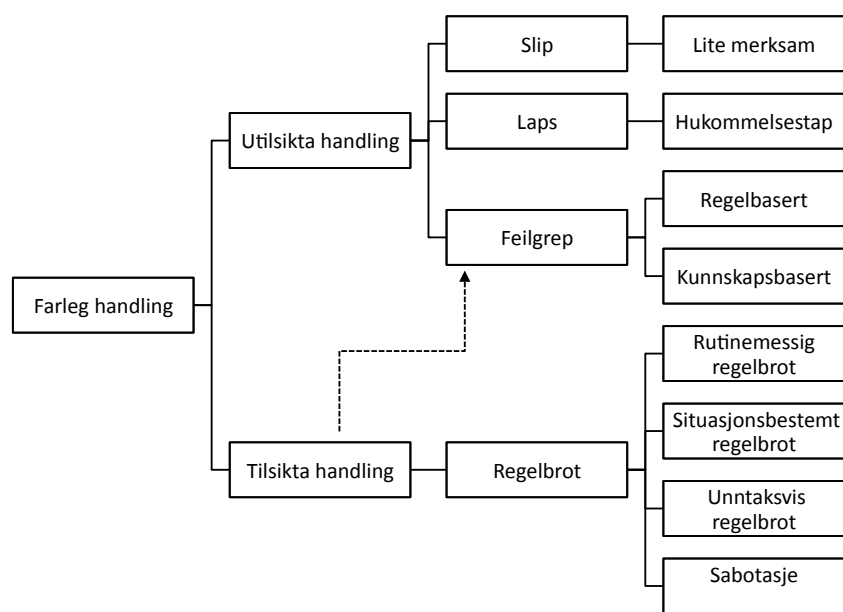 Slip
Lite merksam
Utilsikta handling
Laps
Hukommelsestap
Feilgrep
Regelbasert
Kunnskapsbasert
Farleg handling
Tilsikta handling
Regelbrot
Rutinemessig
regelbrot
Situasjonsbestemt
regelbrot
Unntaksvis
regelbrot
Sabotasje